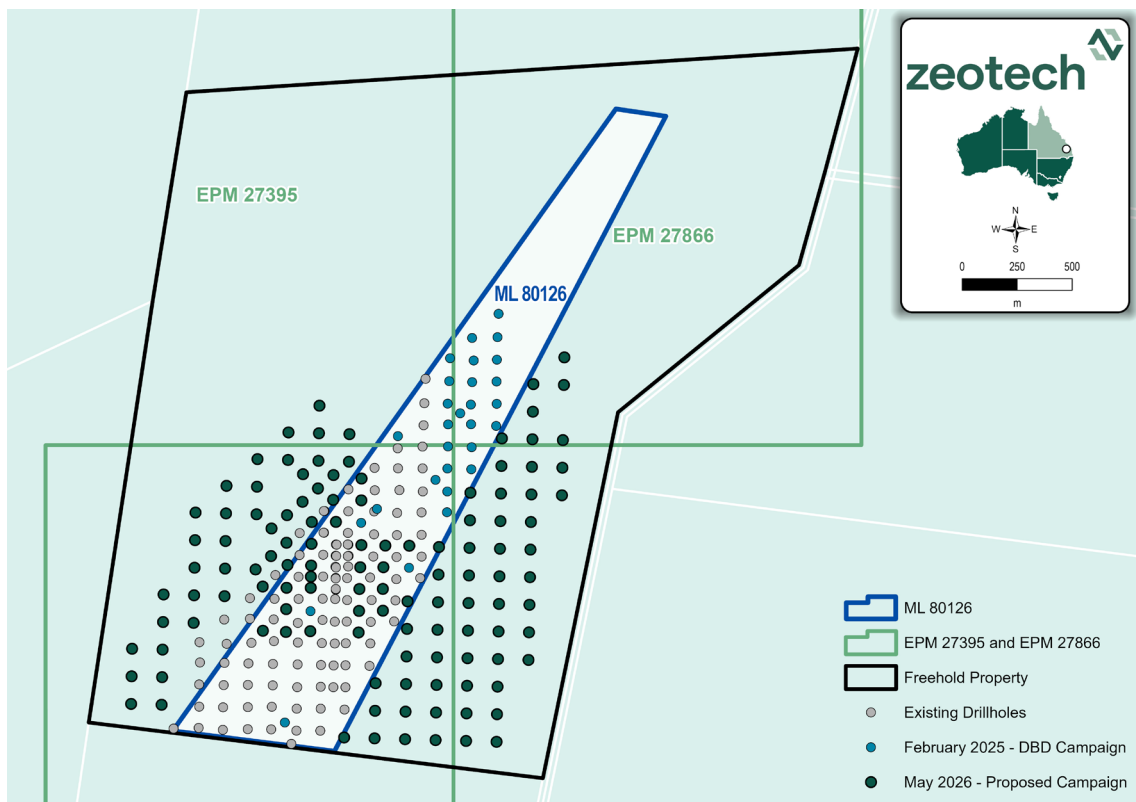 zeotech
EPM 27395
EPM 27866
ML 80126
N
W E
S
0 250 500
m
ML 80126
EPM 27395 and EPM 27866
Freehold Property
Existing Drillholes
February 2025 - DBD Campaign
May 2026 - Proposed Campaign